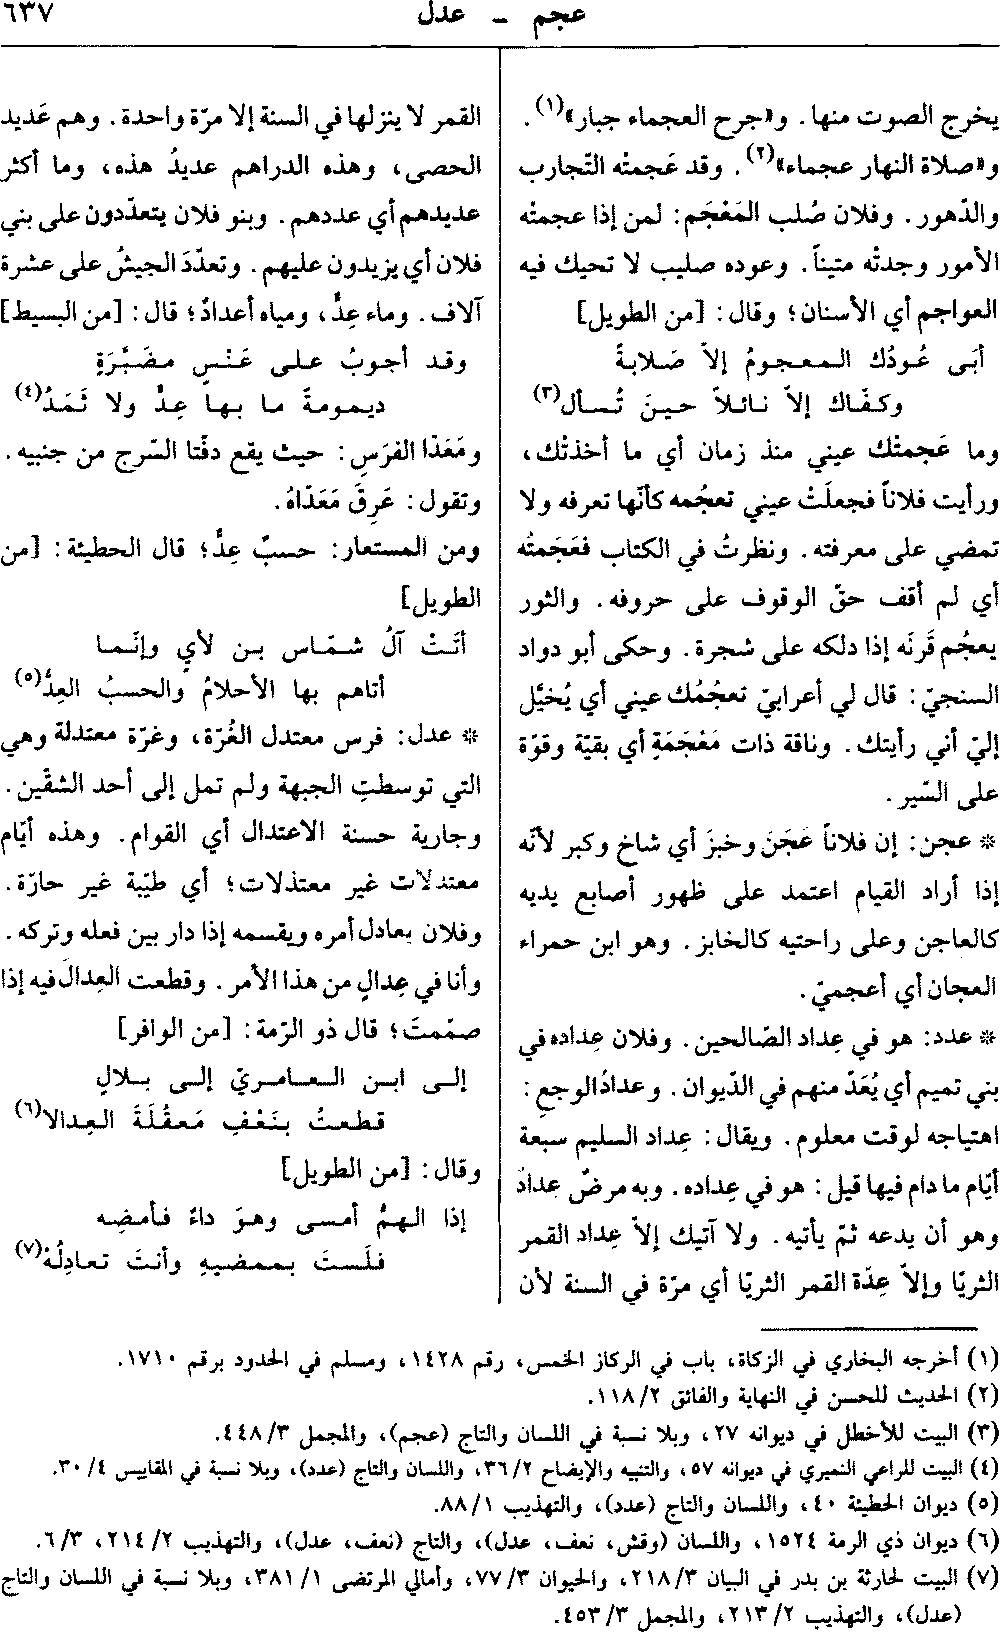 عجم – عدل
٦٣٧
يخرج الصوت منها. و«جرح العجماء جبار»(١).
و«صلاة النهار عجماء»(٢). وقد عَجمتْه التّجارب
والدّهور. وفلان صُلب المَعْجَم: لمن إذا عجمتْه
الأمور وجدتْه متيناً. وعوده صليب لا تحيك فيه
العواجم أي الأسنان؛ وقال: [من الطويل]
أبَى عُودُك المعجومُ إلاّ صَلابةً
وكفّاك إلاّ نائلاً حينَ تُسأل(٣)
وما عَجمتْك عيني منذ زمان أي ما أخذتْك،
ورأيت فلاناً فجعلَتْ عيني تعجُمه كأنّها تعرفه ولا
تمضي على معرفته. ونظرتُ في الكتاب فعَجَمتُه
أي لم أقف حقّ الوقوف على حروفه. والثور
يعجُم قَرنَه إذا دلكه على شجرة. وحكى أبو دواد
السنجيّ: قال لي أعرابيّ تعجُمُك عيني أي يُخيَّل
إليّ أني رأيتك. وناقة ذات مَعْجَمَةٍ أي بقيّة وقوّة
على السّير.
* عجن: إن فلاناً عَجَنَ وخبزَ أي شاخ وكبر لأنّه
إذا أراد القيام اعتمد على ظهور أصابع يديه
كالعاجن وعلى راحتيه كالخابز. وهو ابن حمراء
العجان أي أعجميّ.
* عدد: هو في عِداد الصّالحين. وفلان عِداده في
بني تميم أي يُعَدّ منهم في الدّيوان. وعدادُ الوجعِ:
اهتياجه لوقت معلوم. ويقال: عِداد السليم سبعة
أيّام ما دام فيها قيل: هو في عِداده. وبه مرضٌ عدادٌ
وهو أن يدعه ثمّ يأتيه. ولا آتيك إلاّ عِداد القمر
الثريّا وإلاّ عِدّة القمر الثريّا أي مرّة في السنة لأن
القمر لا ينزلها في السنة إلا مرّة واحدة. وهم عَديد
الحصى، وهذه الدراهم عديدُ هذه، وما أكثر
عديدهم أي عددهم. وبنو فلان يتعدّدون على بني
فلان أي يزيدون عليهم. وتعدّدَ الجيشُ على عشرة
آلاف. وماء عِدٌّ، ومياه أعدادٌ؛ قال: [من البسيط]
وقد أجوبُ على عَنْسٍ مضَبَّرَةٍ
ديمومةً ما بها عِدٌّ ولا ثَمَدُ(٤)
ومَعَدّا الفرَسِ: حيث يقع دفّتا السّرج من جنبيه.
وتقول: عَرِقَ مَعَدّاهُ.
ومن المستعار: حسبٌ عِدٌّ؛ قال الحطيئة: [من
الطويل]
أتَتْ آلُ شمّاس بن لأيٍ وإنّما
أتاهم بها الأحلامُ والحسبُ العِدُّ(٥)
* عدل: فرس معتدل الغُرّة، وغرّة معتدلة وهي
التي توسطتِ الجبهة ولم تمل إلى أحد الشقّين.
وجارية حسنة الاعتدال أي القوام. وهذه أيّام
معتدلات غير معتذلات؛ أي طيّبة غير حارّة.
وفلان يعادل أمره ويقسمه إذا دار بين فعله وتركه.
وأنا في عِدالٍ من هذا الأمر. وقطعت العِدالَ فيه إذا
صمّمتَ؛ قال ذو الرّمة: [من الوافر]
إلى ابن العامريّ إلى بلالٍ
قطعتُ بنَعْفِ مَعقُلَةَ العِدالا(٦)
وقال: [من الطويل]
إذا الهمُّ أمسى وهوَ داءٌ فأمضِه
فلَستَ بممضيهِ وأنتَ تعادِلُهْ(٧)
(١) أخرجه البخاري في الزكاة، باب في الركاز الخمس، رقم ١٤٢٨، ومسلم في الحدود برقم ١٧١٠.
(٢) الحديث للحسن في النهاية والفائق ١١٨/٢.
(٣) البيت للأخطل في ديوانه ٢٧، وبلا نسبة في اللسان والتاج (عجم)، والمجمل ٤٤٨/٣.
(٤) البيت للراعي النميري في ديوانه ٥٧، والتنبيه والإيضاح ٣٦/٢، واللسان والتاج (عدد)، وبلا نسبة في المقاييس ٣٠/٤.
(٥) ديوان الحطيئة ٤٠، واللسان والتاج (عدد)، والتهذيب ٨٨/١.
(٦) ديوان ذي الرمة ١٥٢٤، واللسان (وقش، نعف، عدل)، والتاج (نعف، عدل)، والتهذيب ٢١٤/٢، ٦/٣.
(٧) البيت لحارثة بن بدر في البيان ٢١٨/٣، والحيوان ٧٧/٣، وأمالي المرتضى ٣٨١/١، وبلا نسبة في اللسان والتاج
(عدل)، والتهذيب ٢١٣/٢، والمجمل ٤٥٣/٣.